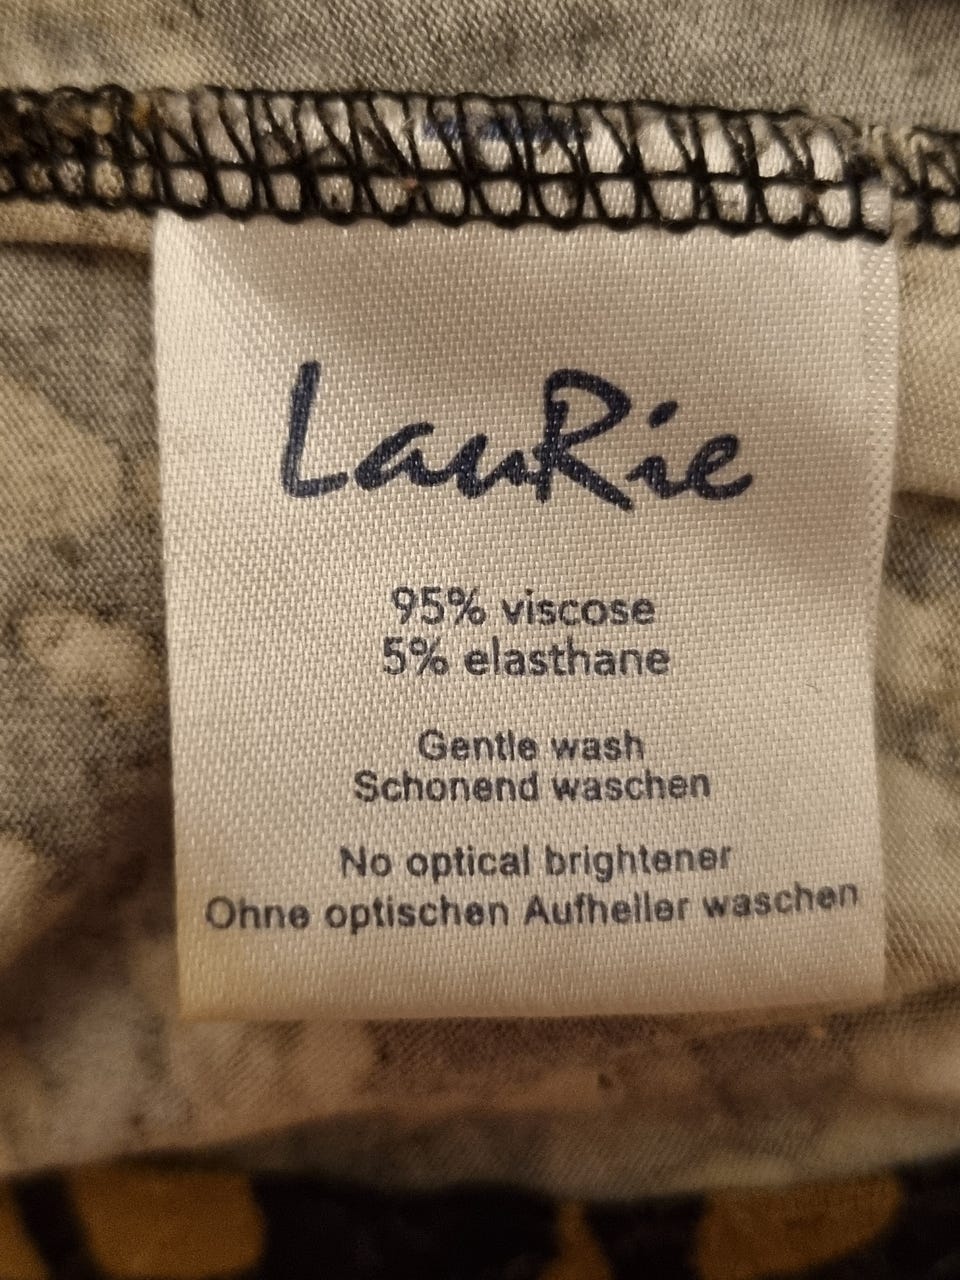 LauRie
95% viscose
5% elasthane
Gentle wash
Schonend waschen
No optical brightener
Ohne optischen Aufheller waschen